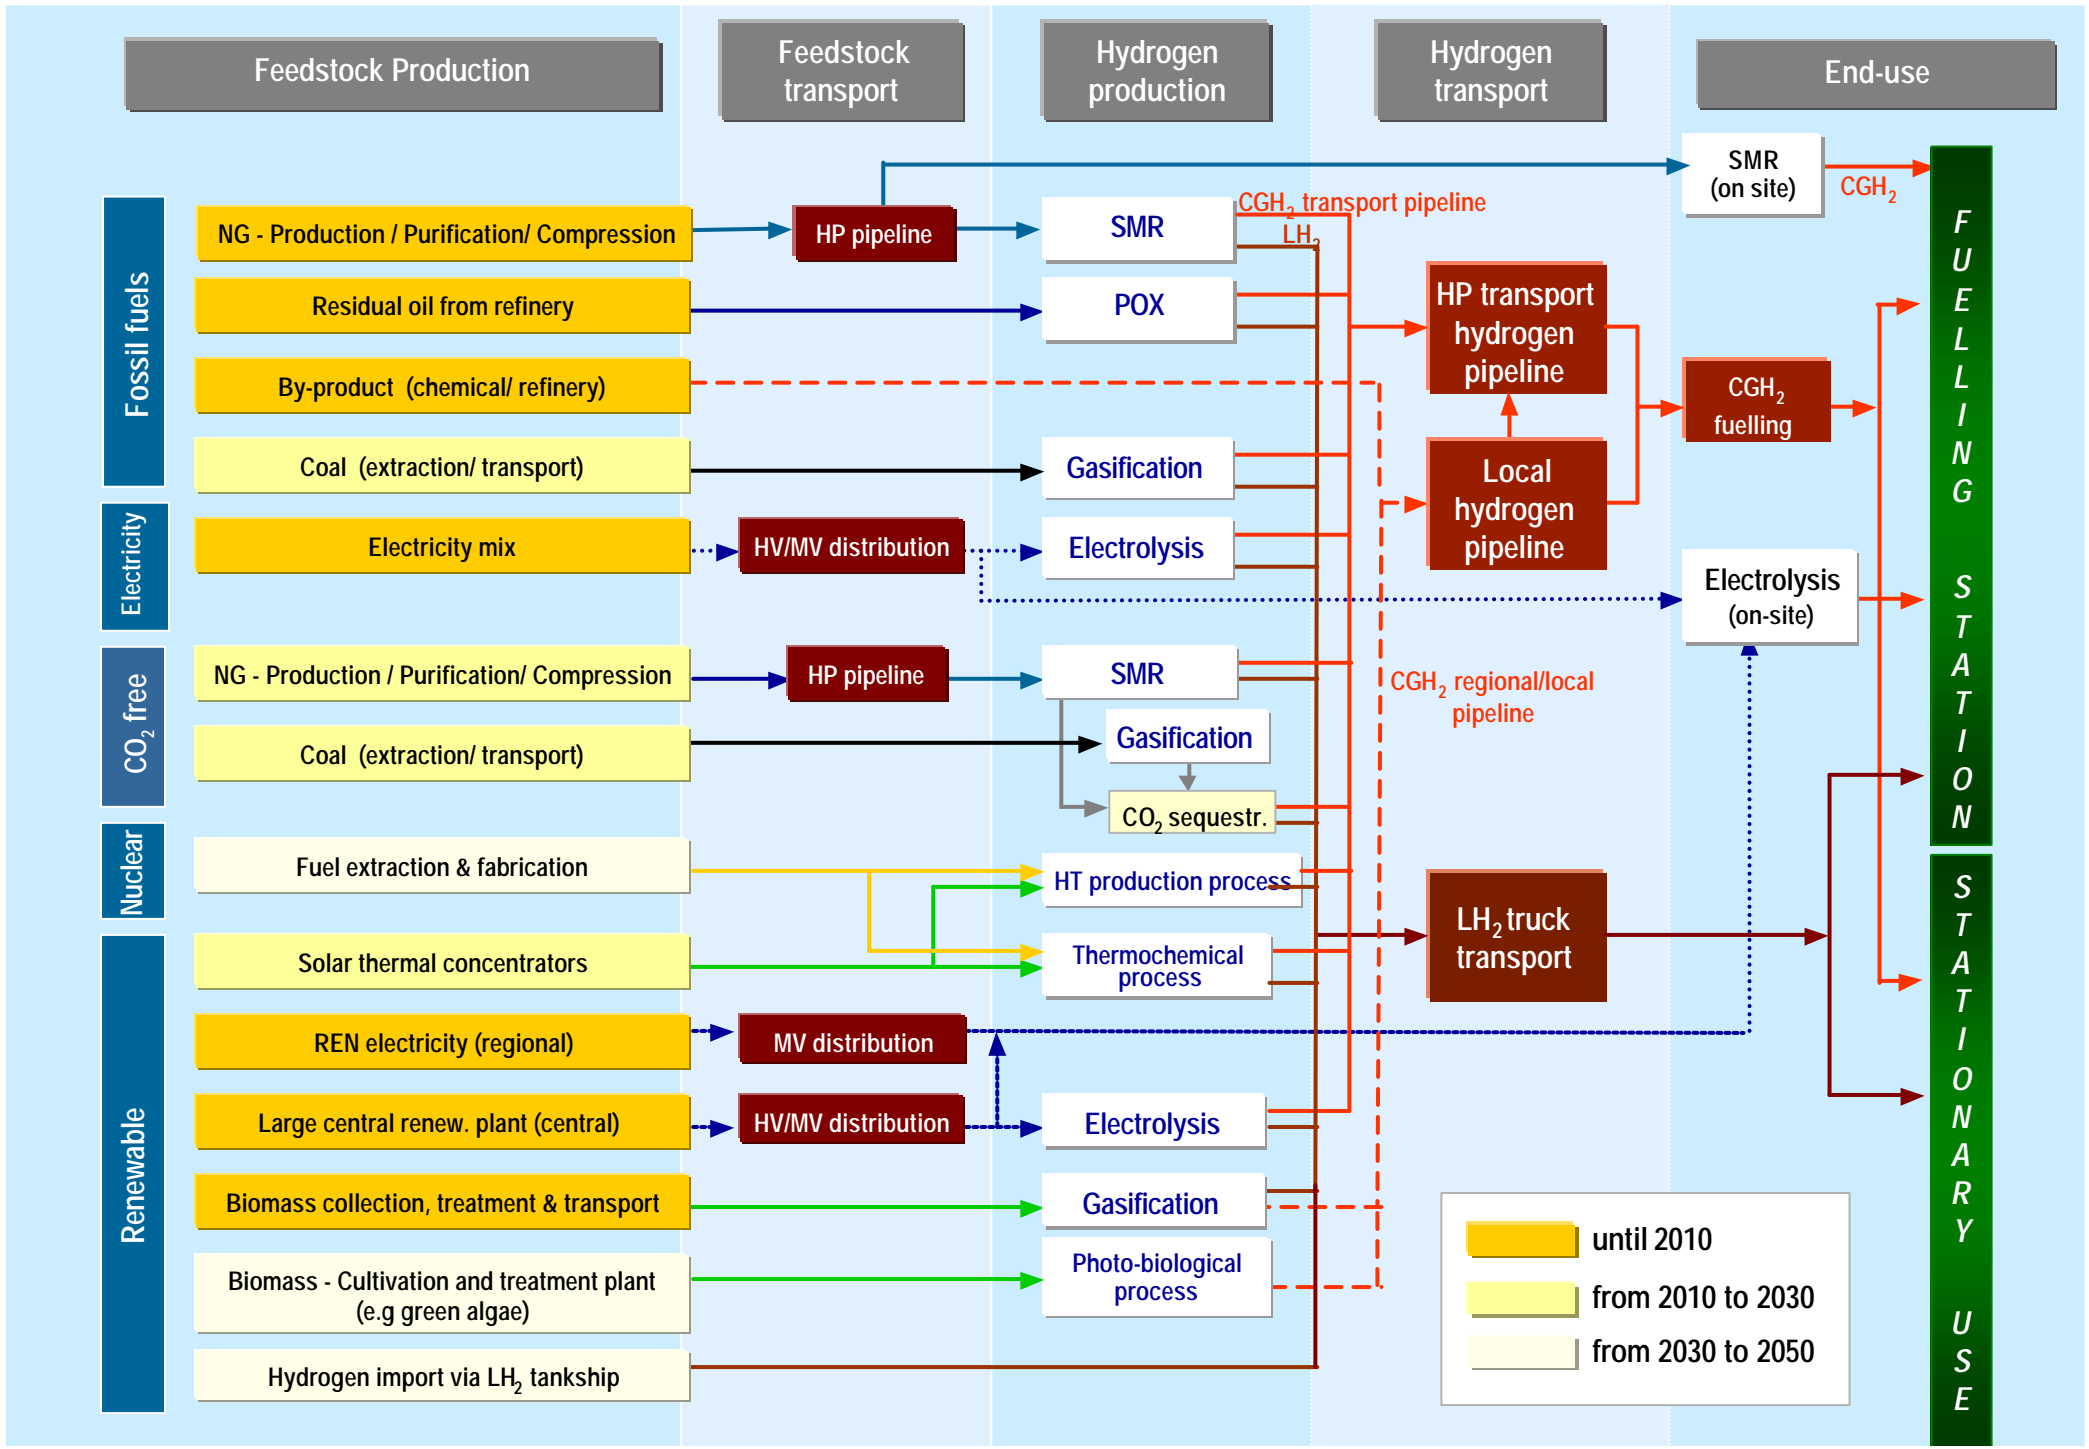 Feedstock Production
Feedstock
transport
Hydrogen
production
Hydrogen
transport
End-use
SMR
(on site)
CGH2
Fossil fuels
NG - Production / Purification/ Compression
HP pipeline
SMR
CGH2 transport pipeline
LH2
Residual oil from refinery
POX
HP transport
hydrogen
pipeline
By-product (chemical/ refinery)
CGH2
fuelling
Coal (extraction/ transport)
Gasification
Local
hydrogen
pipeline
Electricity
Electricity mix
HV/MV distribution
Electrolysis
Electrolysis
(on-site)
CO2 free
NG - Production / Purification/ Compression
HP pipeline
SMR
CGH2 regional/local
pipeline
Coal (extraction/ transport)
Gasification
CO2 sequestr.
Nuclear
Fuel extraction & fabrication
HT production process
Renewable
Solar thermal concentrators
Thermochemical
process
LH2 truck
transport
REN electricity (regional)
MV distribution
Large central renew. plant (central)
HV/MV distribution
Electrolysis
Biomass collection, treatment & transport
Gasification
Biomass - Cultivation and treatment plant
(e.g green algae)
Photo-biological
process
Hydrogen import via LH2 tankship
FUELLING STATION
STATIONARY USE
until 2010
from 2010 to 2030
from 2030 to 2050